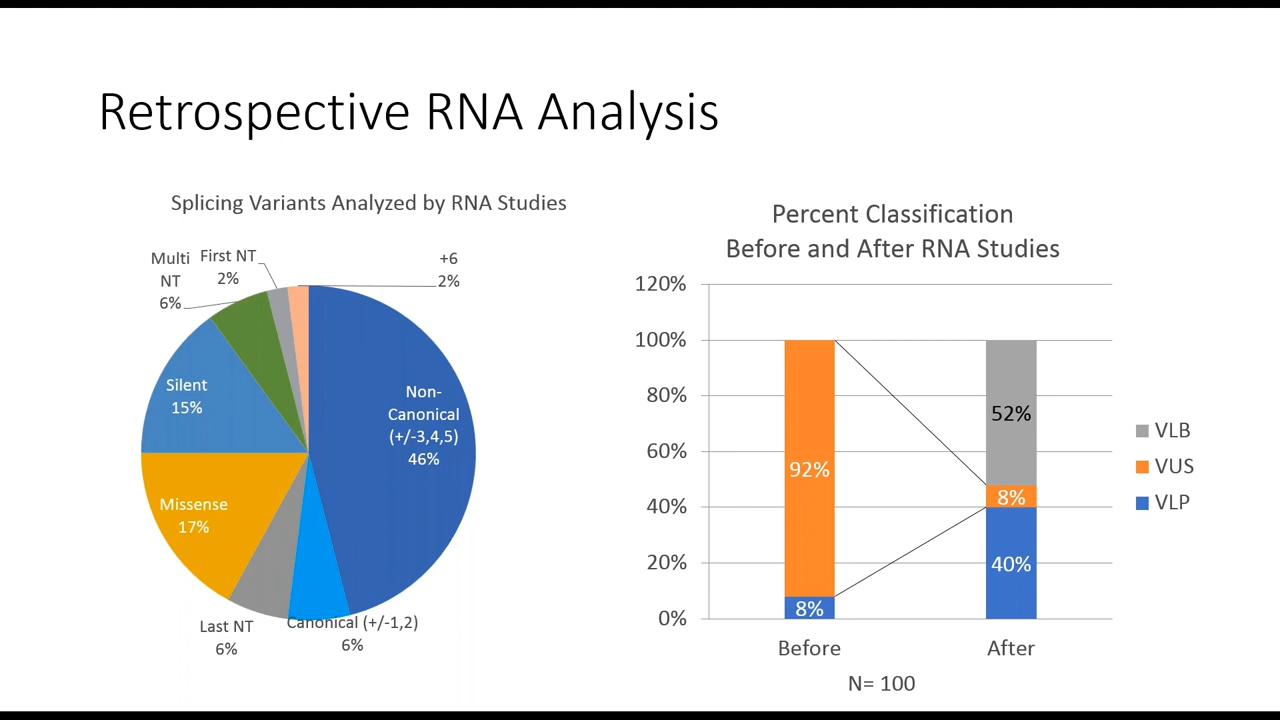 Retrospective RNA Analysis
Splicing Variants Analyzed by RNA Studies
Multi
NT
6%
First NT
2%
+6
2%
Non-
Canonical
(+/-3,4,5)
46%
Silent
15%
Missense
17%
Last NT
6%
Canonical (+/-1,2)
6%
Percent Classification
Before and After RNA Studies
120%
100%
80%
60%
40%
20%
0%
92%
8%
52%
8%
40%
Before
After
N= 100
VLB
VUS
VLP